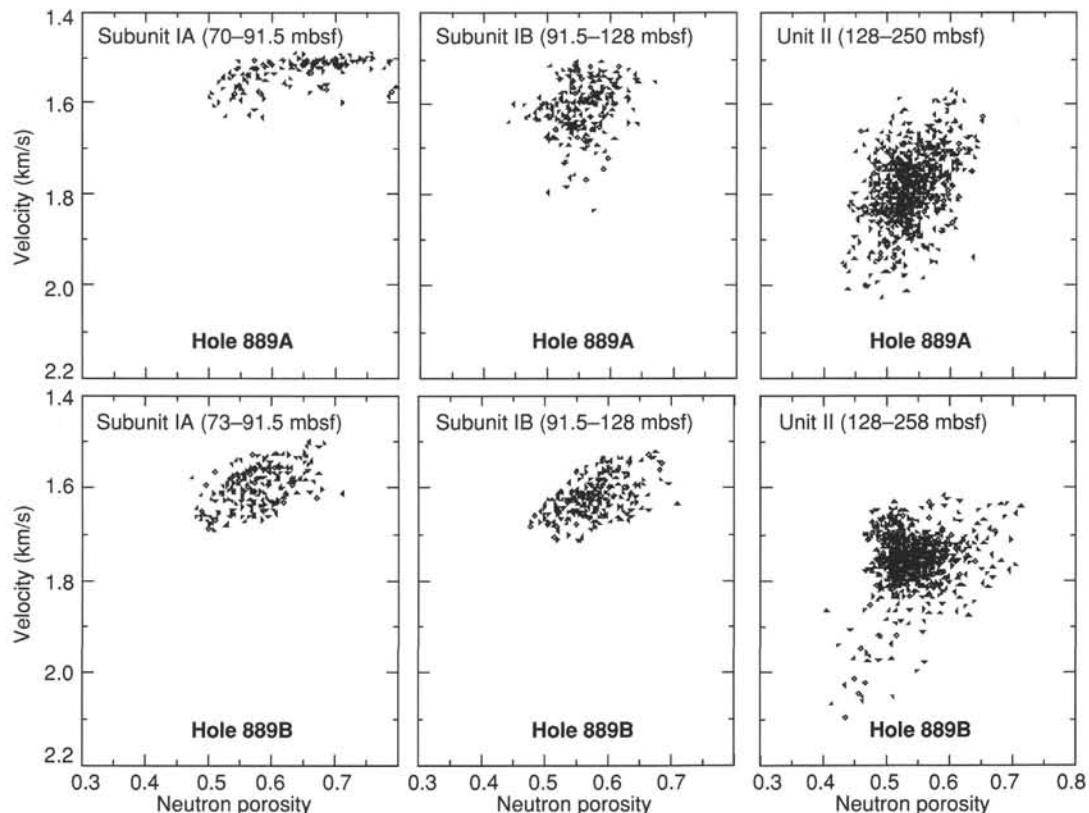 1.4
1.6
1.8
2.0
2.2
Velocity (km/s)
Subunit IA (70–91.5 mbsf)
Hole 889A
Subunit IB (91.5–128 mbsf)
Hole 889A
Unit II (128–250 mbsf)
Hole 889A
1.4
1.6
1.8
2.0
2.2
Velocity (km/s)
Subunit IA (73–91.5 mbsf)
Hole 889B
Subunit IB (91.5–128 mbsf)
Hole 889B
Unit II (128–258 mbsf)
Hole 889B
0.3 0.4 0.5 0.6 0.7 0.3 0.4 0.5 0.6 0.7 0.3 0.4 0.5 0.6 0.7 0.8
Neutron porosity Neutron porosity Neutron porosity